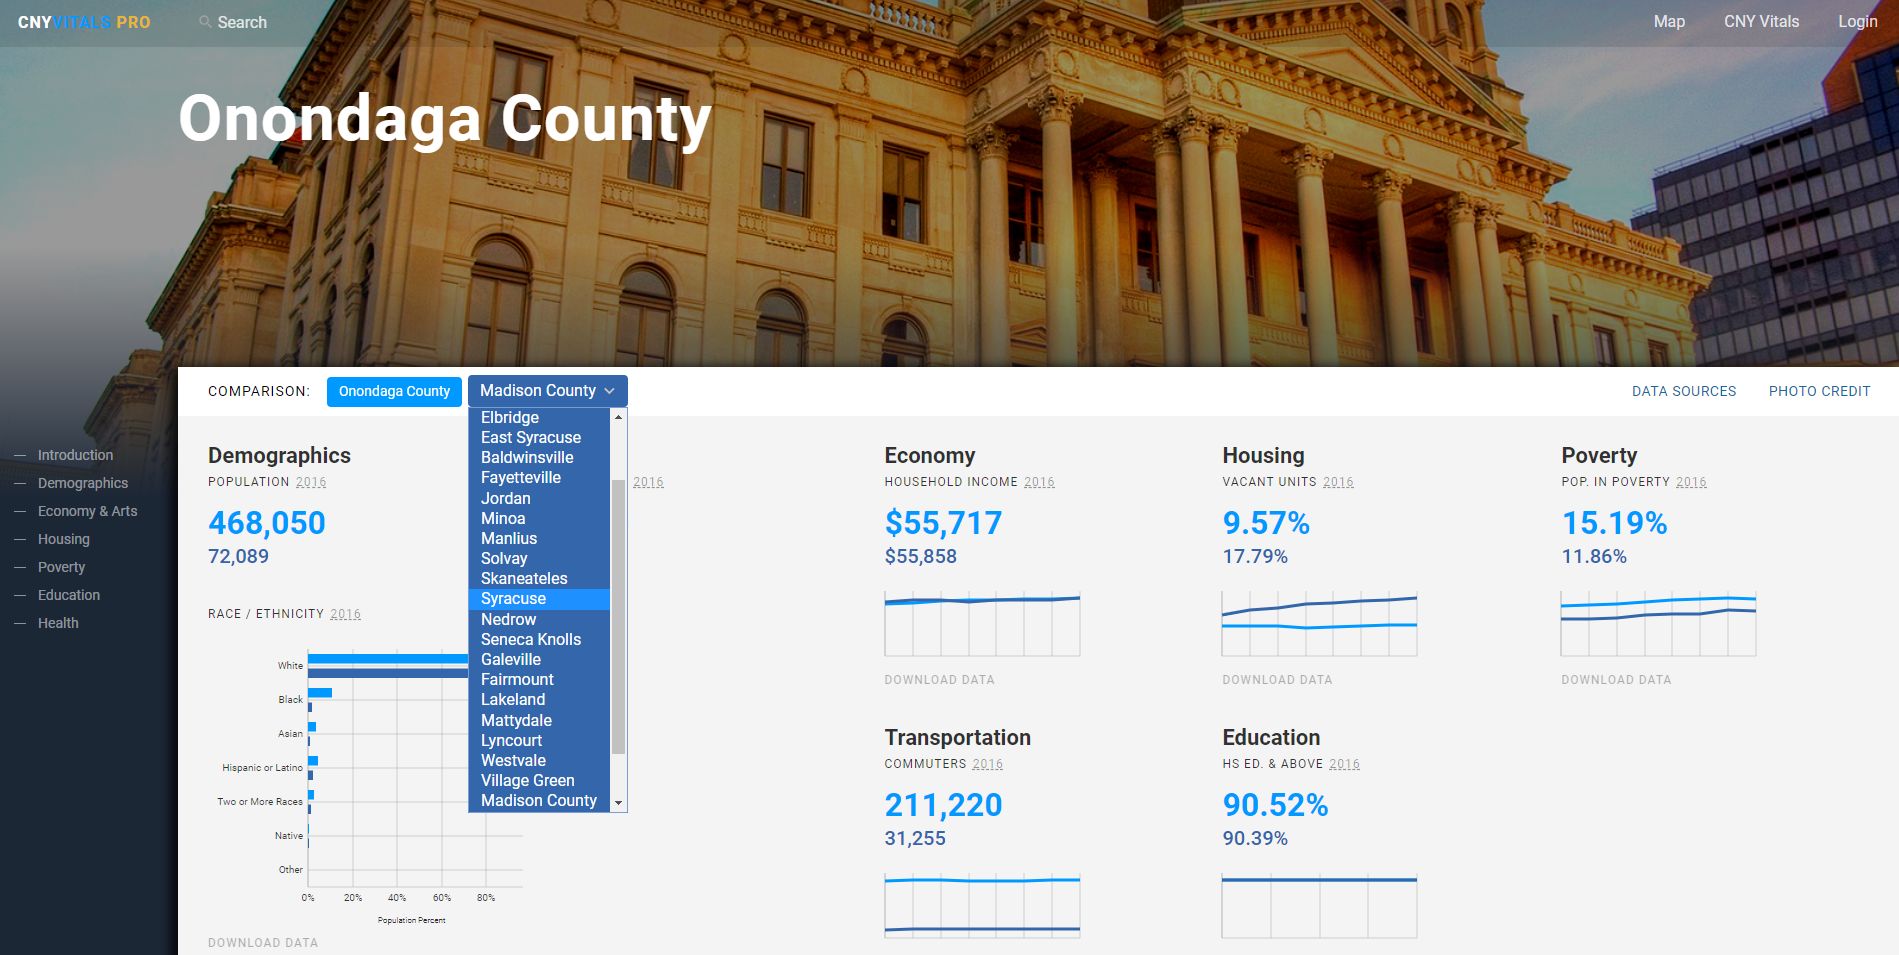 CNYVITALS PRO
Search
Map
CNY Vitals
Login
Onondaga County
COMPARISON:
Onondaga County
Madison County
DATA SOURCES
PHOTO CREDIT
Elbridge
East Syracuse
Baldwinsville
Fayetteville
Jordan
Minoa
Manlius
Solvay
Skaneateles
Syracuse
Nedrow
Seneca Knolls
Galeville
Fairmount
Lakeland
Mattydale
Lyncourt
Westvale
Village Green
Madison County
Introduction
Demographics
Economy & Arts
Housing
Poverty
Education
Health
Demographics
POPULATION 2016
468,050
72,089
2016
RACE / ETHNICITY 2016
White
Black
Asian
Hispanic or Latino
Two or More Races
Native
Other
0% 20% 40% 60% 80%
Population Percent
DOWNLOAD DATA
Economy
HOUSEHOLD INCOME 2016
$55,717
$55,858
DOWNLOAD DATA
Housing
VACANT UNITS 2016
9.57%
17.79%
DOWNLOAD DATA
Poverty
POP. IN POVERTY 2016
15.19%
11.86%
DOWNLOAD DATA
Transportation
COMMUTERS 2016
211,220
31,255
Education
HS ED. & ABOVE 2016
90.52%
90.39%